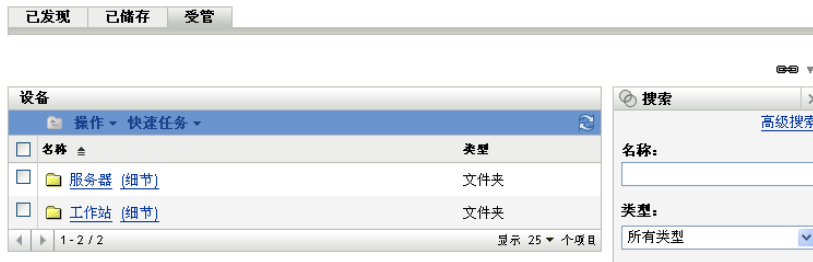 已发现 已储存 受管
设备
操作 快速任务
名称 类型
服务器 (细节) 文件夹
工作站 (细节) 文件夹
1 - 2 / 2 显示 25 个项目
搜索
高级搜索
名称:
类型:
所有类型